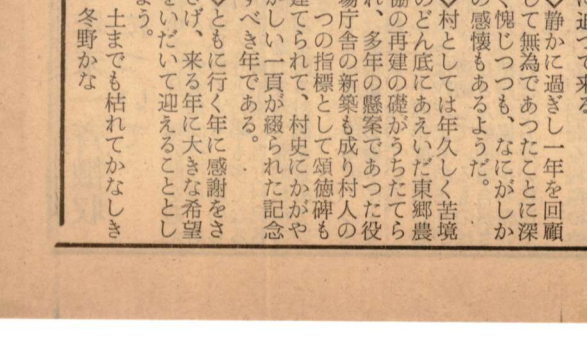 に迫って来
◇静かに過ぎし一年を回顧
して無為であつたことに深
く愧じつつも、なにがしか
の感懐もあるようだ。
◇村としては年久しく苦境
のどん底にあえいだ東郷農
協の再建の礎がうちたてら
れ、多年の懸案であつた役
場庁舎の新築も成り村人の
一つの指標として頌徳碑も
建てられて、村史にかがや
かしい一頁が綴られた記念
すべき年である。
◇ともに行く年に感謝をさ
さげ、来る年に大きな希望
をいだいて迎えることとし
よう。
土までも枯れてかなしき
冬野かな